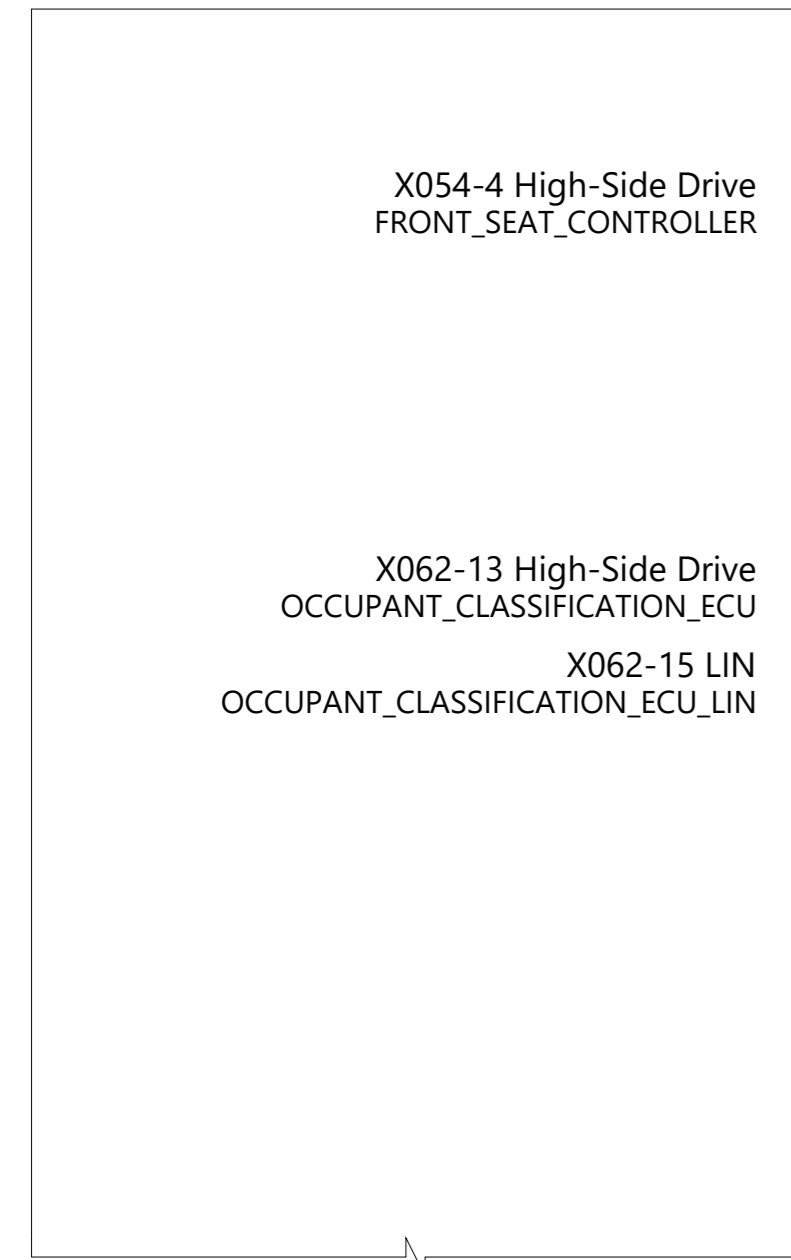 X054-4 High-Side Drive
FRONT_SEAT_CONTROLLER
X062-13 High-Side Drive
OCCUPANT_CLASSIFICATION_ECU
X062-15 LIN
OCCUPANT_CLASSIFICATION_ECU_LIN